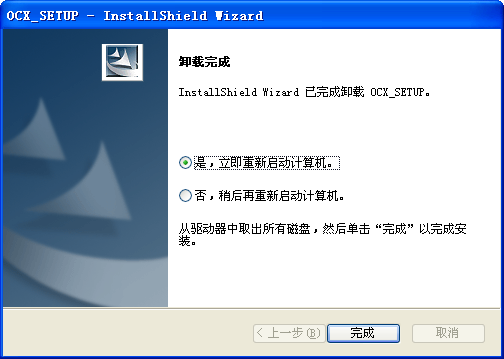 OCX_SETUP - InstallShield Wizard
卸载完成
InstallShield Wizard 已完成卸载 OCX_SETUP。
是，立即重新启动计算机。
否，稍后再重新启动计算机。
从驱动器中取出所有磁盘，然后单击“完成”以完成安
装。
< 上一步(B) 完成 取消